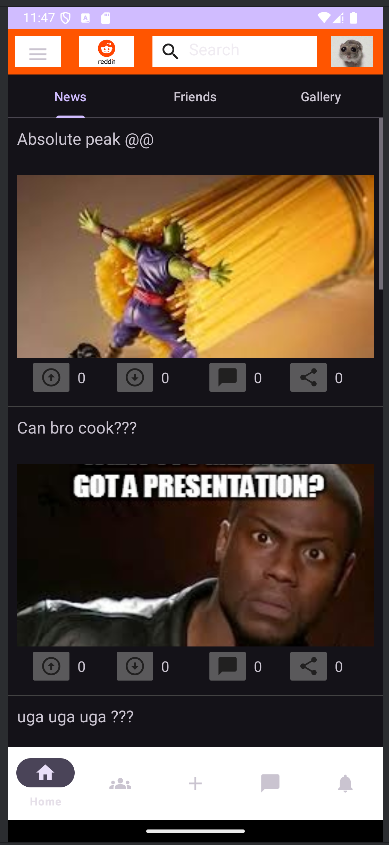 11:47
reddit
Search
News Friends Gallery
Absolute peak @@
0 0 0 0
Can bro cook???
GOT A PRESENTATION?
0 0 0 0
uga uga uga ???
Home